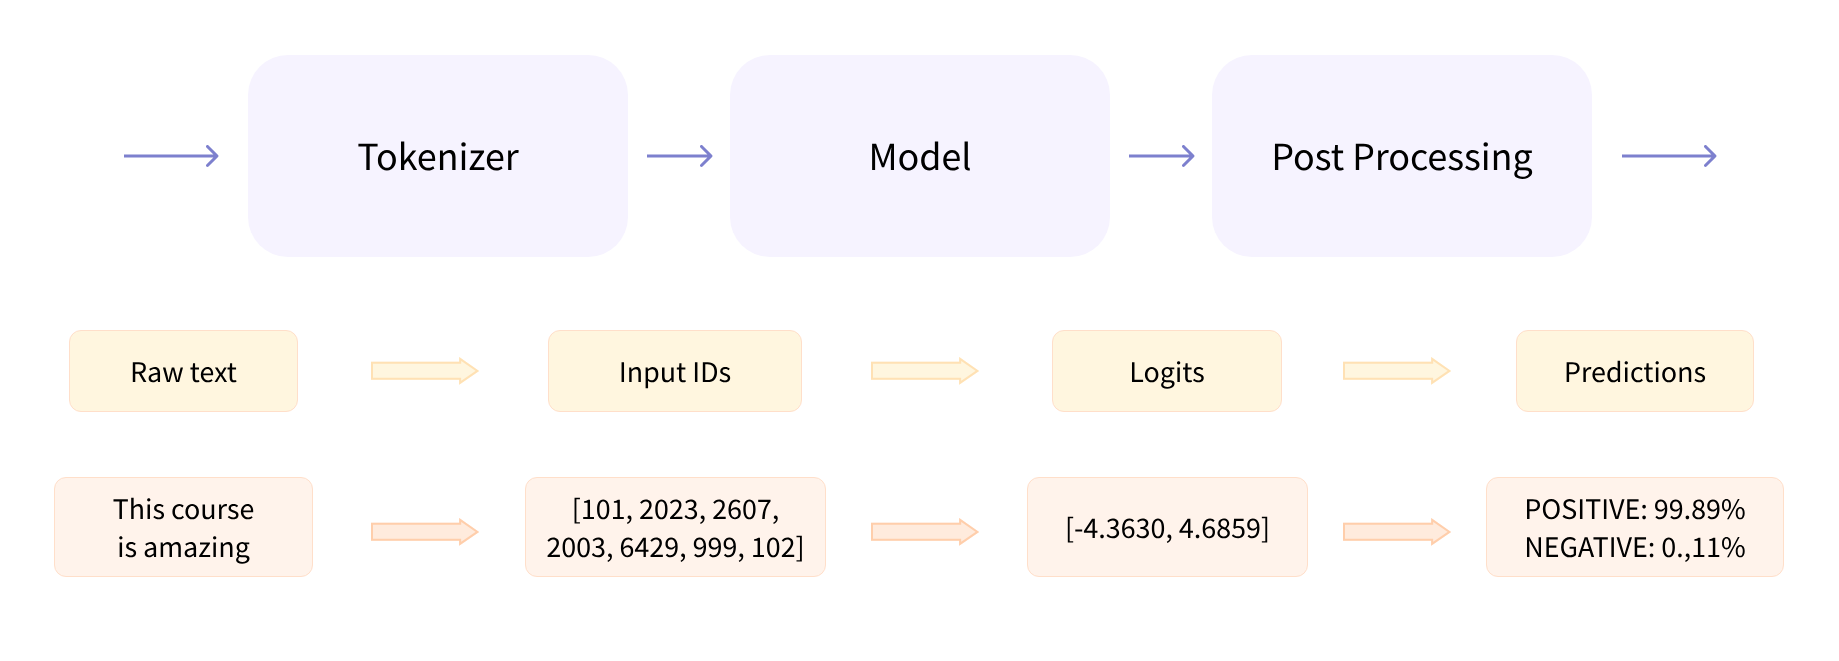 Tokenizer
Model
Post Processing
Raw text
Input IDs
Logits
Predictions
This course
is amazing
[101, 2023, 2607,
2003, 6429, 999, 102]
[-4.3630, 4.6859]
POSITIVE: 99.89%
NEGATIVE: 0.,11%